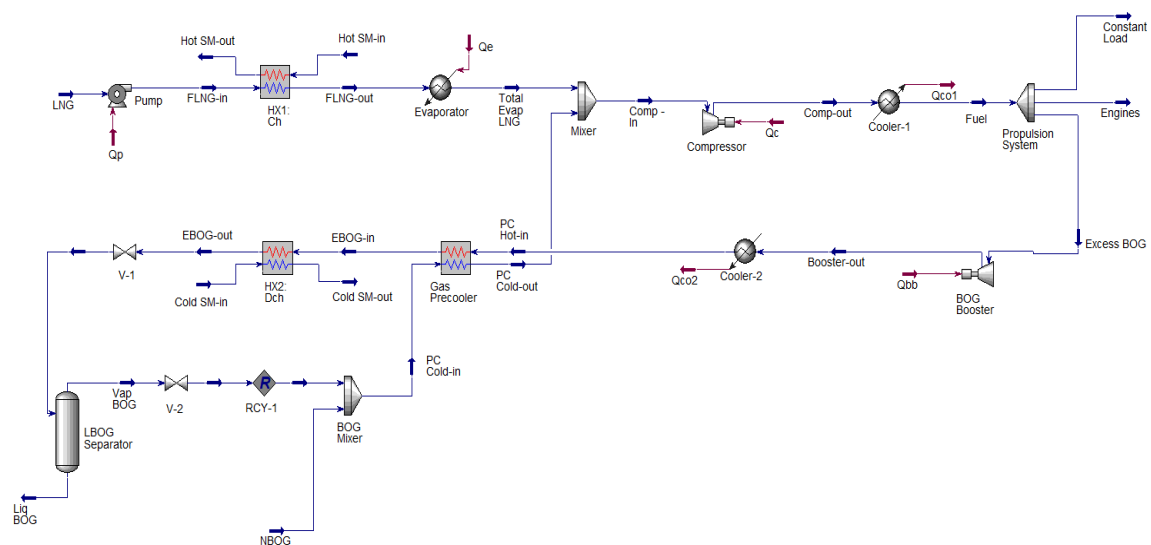 Hot SM-out
Hot SM-in
Qe
Constant
Load
LNG
Pump
FLNG-in
HX1:
Ch
FLNG-out
Evaporator
Total
Evap
LNG
Mixer
Comp -
In
Compressor
Qc
Comp-out
Cooler-1
Qco1
Fuel
Propulsion
System
Engines
Qp
EBOG-out
EBOG-in
PC
Hot-in
Excess BOG
V-1
Cold SM-in
HX2:
Dch
Cold SM-out
Gas
Precooler
PC
Cold-out
Qco2
Cooler-2
Booster-out
Qbb
BOG
Booster
Vap
BOG
V-2
R
RCY-1
BOG
Mixer
PC
Cold-in
LBOG
Separator
Liq
BOG
NBOG